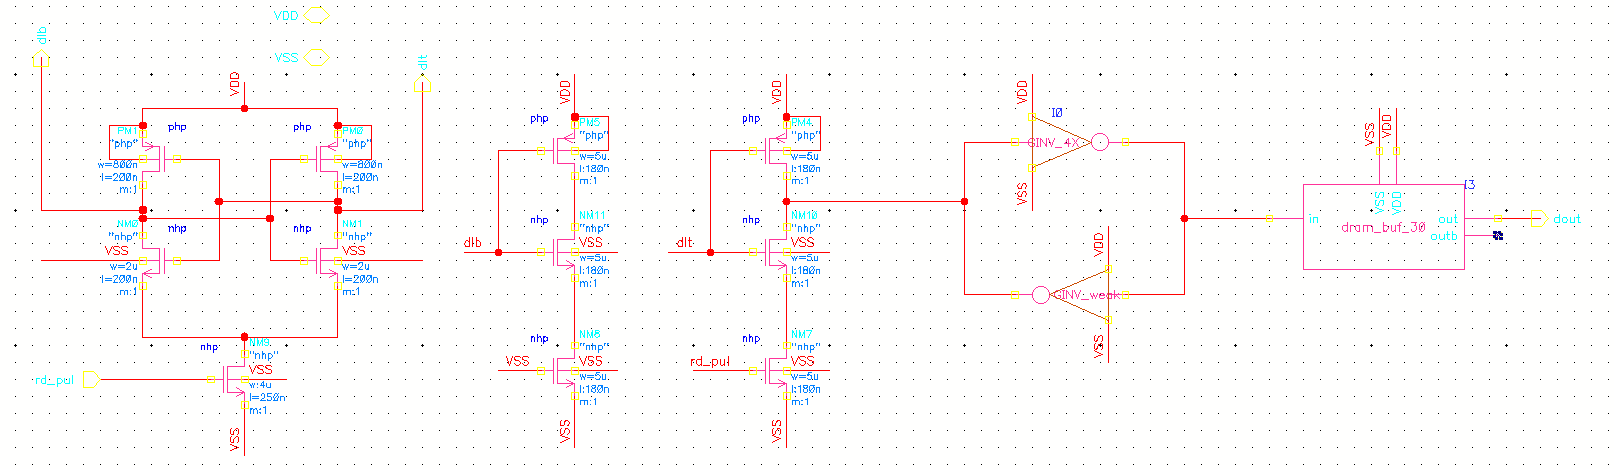 VDD
VSS
dlb
dlt
VDD
PM1
php
"php"
w=800n
l=200n
m:1
php
PM0
"php"
w=800n
l=200n
m:1
NM0
nhp
"nhp"
VSS
w=2u
l=200n
m:1
nhp
NM1
"nhp"
VSS
w=2u
l=200n
m:1
nhp
NM9
"nhp"
VSS
w:4u
l=250n
m:1
rd_pul
VSS
VDD
php
PM5
"php"
w=5u
l:180n
m:1
nhp
NM11
"nhp"
dlb
VSS
w=5u
l:180n
m:1
nhp
"nhp"
VSS
VSS
w=5u
l:180n
m:1
VSS
VDD
php
PM4
"php"
w=5u
l:180n
m:1
nhp
NM10
"nhp"
dlt
VSS
w=5u
l:180n
m:1
nhp
NM7
"nhp"
rd_pul
VSS
w=5u
l:180n
m:1
VSS
VDD
I0
GINV_4X
VSS
VDD
GINV_weak
VSS
VSS
VDD
I3
VSS
VDD
in
dram_buf_30
out
outb
dout